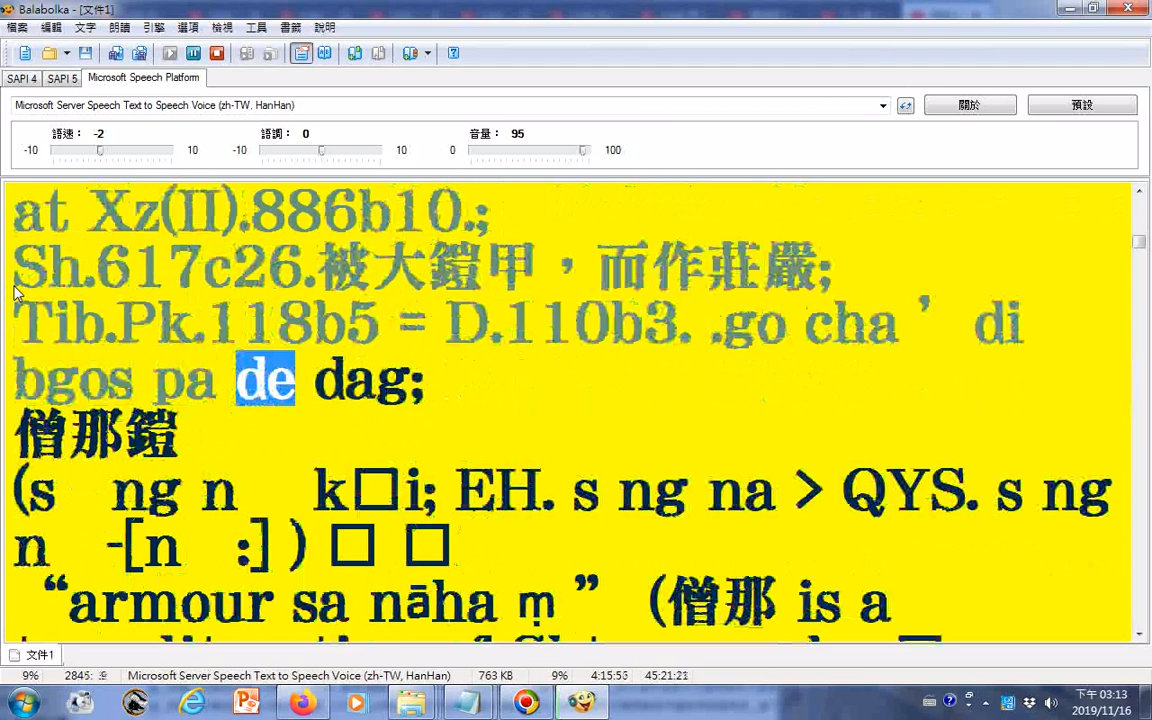 Balabolka - [文件1]
檔案 編輯 文字 朗讀 引擎 選項 檢視 工具 書籤 說明
SAPI 4 SAPI 5 Microsoft Speech Platform
Microsoft Server Speech Text to Speech Voice (zh-TW, HanHan) 關於 預設
語速： -2 語調： 0 音量： 95
-10 10 -10 10 0 100
at Xz(II).886b10.;
Sh.617c26.被大鎧甲，而作莊嚴;
Tib.Pk.118b5 = D.110b3. .go cha ’ di
bgos pa de dag;
僧那鎧
(s ng n k□i; EH. s ng na > QYS. s ng
n -[n :] ) □ □
“armour sa nāha ṃ ” (僧那 is a
文件1
9% Microsoft Server Speech Text to Speech Voice (zh-TW, HanHan) 763 KB 9% 4:15:53 45:21:21
下午 03:13
2019/11/16